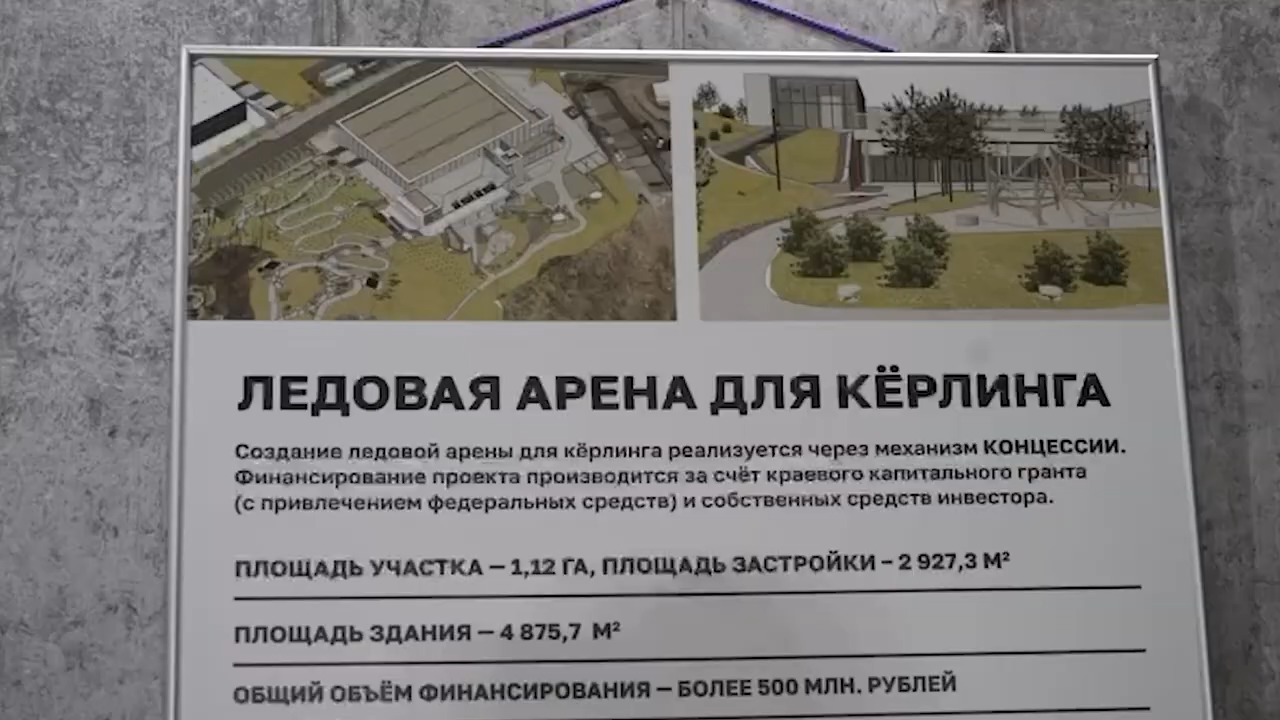 ЛЕДОВАЯ АРЕНА ДЛЯ КЁРЛИНГА
Создание ледовой арены для кёрлинга реализуется через механизм КОНЦЕССИИ.
Финансирование проекта производится за счёт краевого капитального гранта
(с привлечением федеральных средств) и собственных средств инвестора.
ПЛОЩАДЬ УЧАСТКА – 1,12 ГА, ПЛОЩАДЬ ЗАСТРОЙКИ – 2 927,3 М²
ПЛОЩАДЬ ЗДАНИЯ – 4 875,7 М²
ОБЩИЙ ОБЪЁМ ФИНАНСИРОВАНИЯ – БОЛЕЕ 500 МЛН. РУБЛЕЙ